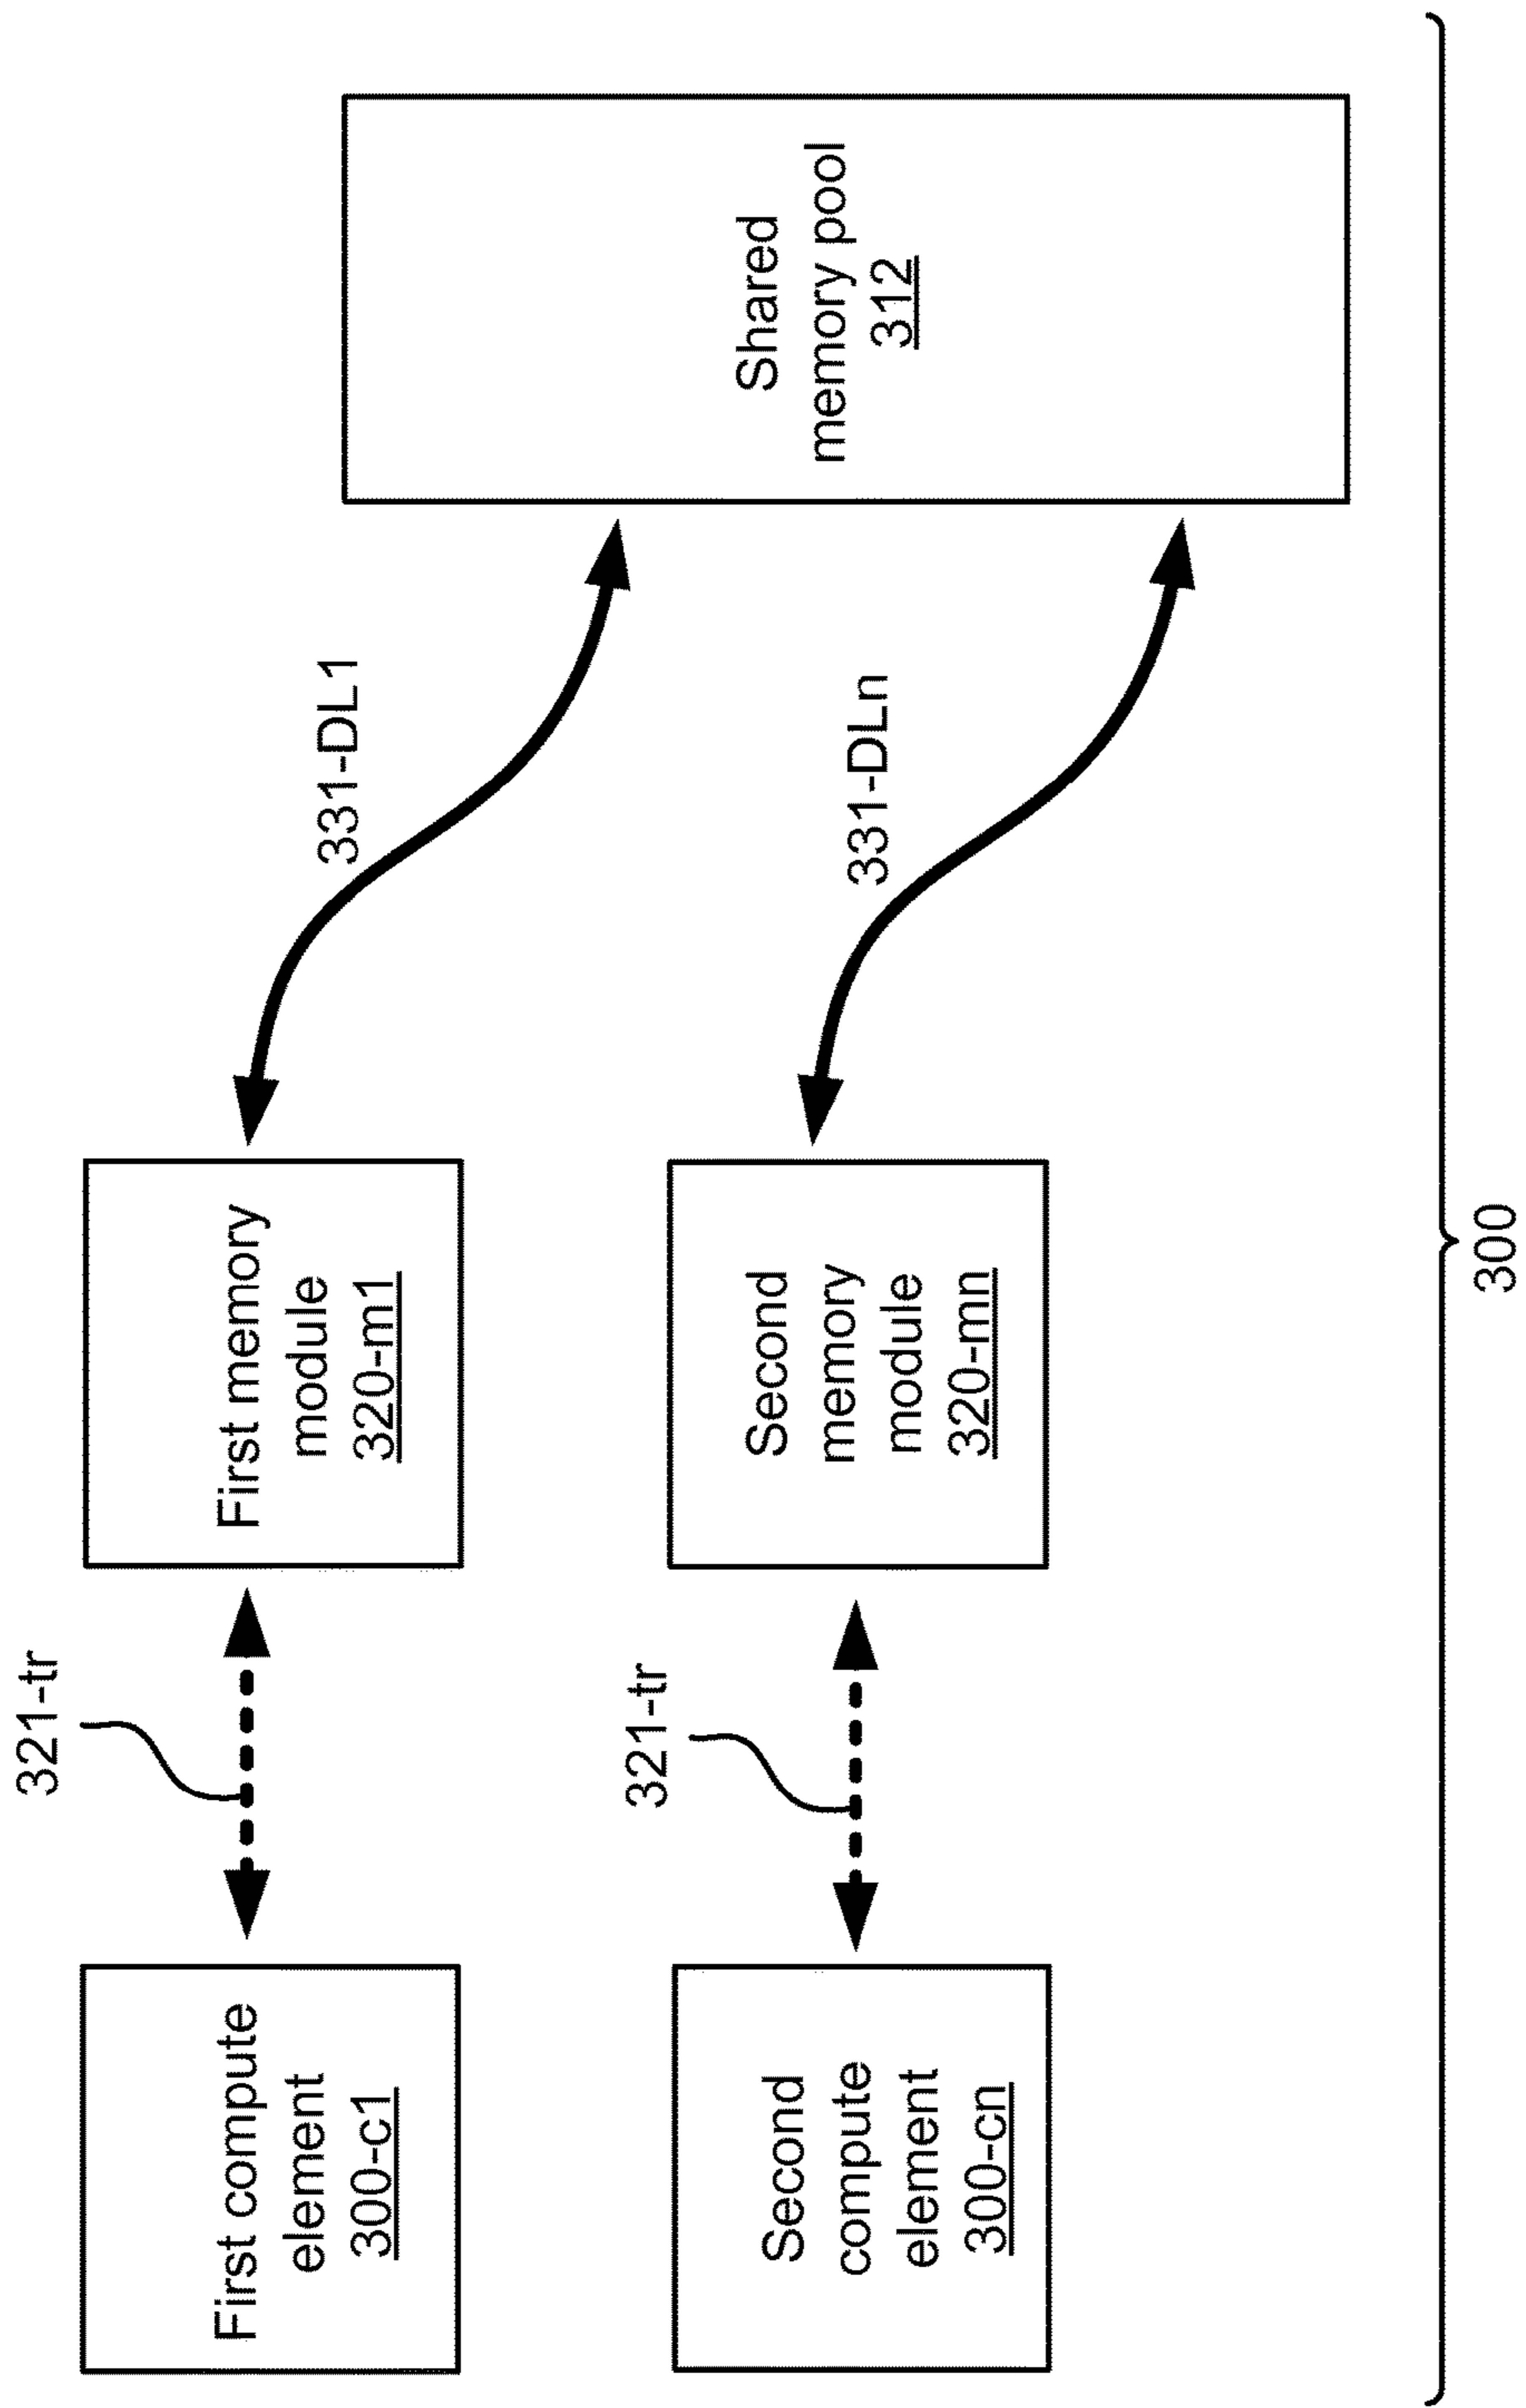 321-tr
331-DL1
First compute
element
300-c1
First memory
module
320-m1
Shared
memory pool
312
321-tr
331-DLn
Second
compute
element
300-cn
Second
memory
module
320-mn
300